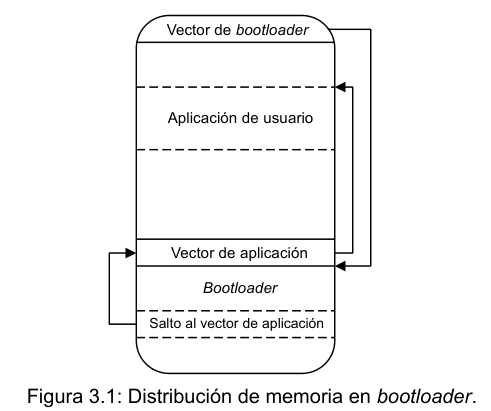 Vector de bootloader
Aplicación de usuario
Vector de aplicación
Bootloader
Salto al vector de aplicación
Figura 3.1: Distribución de memoria en bootloader.